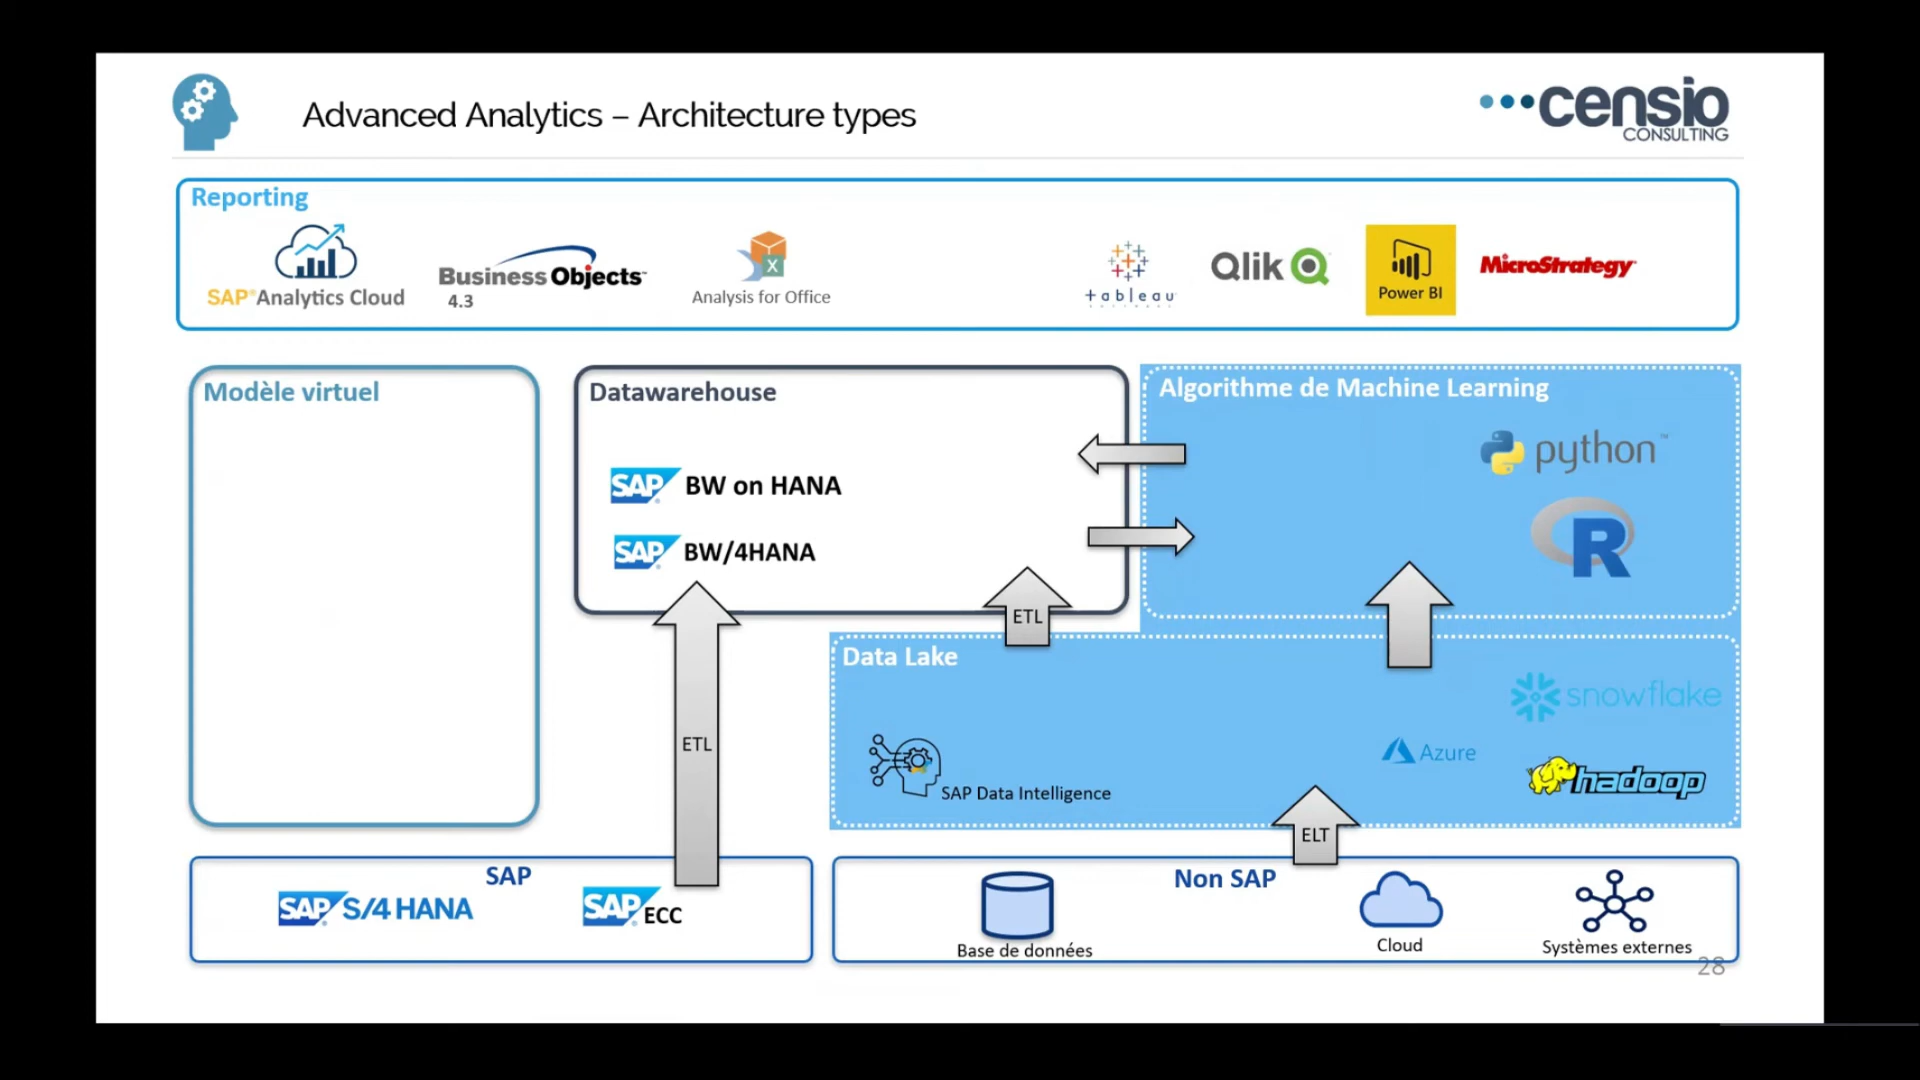 Advanced Analytics – Architecture types
censio
CONSULTING
Reporting
SAP Analytics Cloud
Business Objects
4.3
Analysis for Office
tableau
Qlik
Power BI
MicroStrategy
Modèle virtuel
Datawarehouse
SAP BW on HANA
SAP BW/4HANA
Algorithme de Machine Learning
python
R
ETL
ETL
Data Lake
SAP Data Intelligence
snowflake
Azure
hadoop
ELT
SAP
SAP S/4 HANA
SAP ECC
Non SAP
Base de données
Cloud
Systèmes externes
28